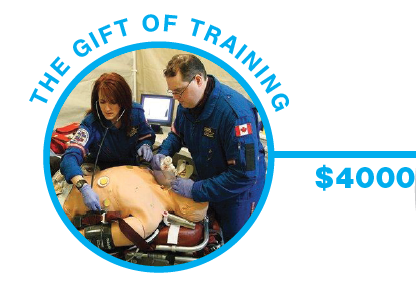 THE GIFT OF TRAINING
$4000